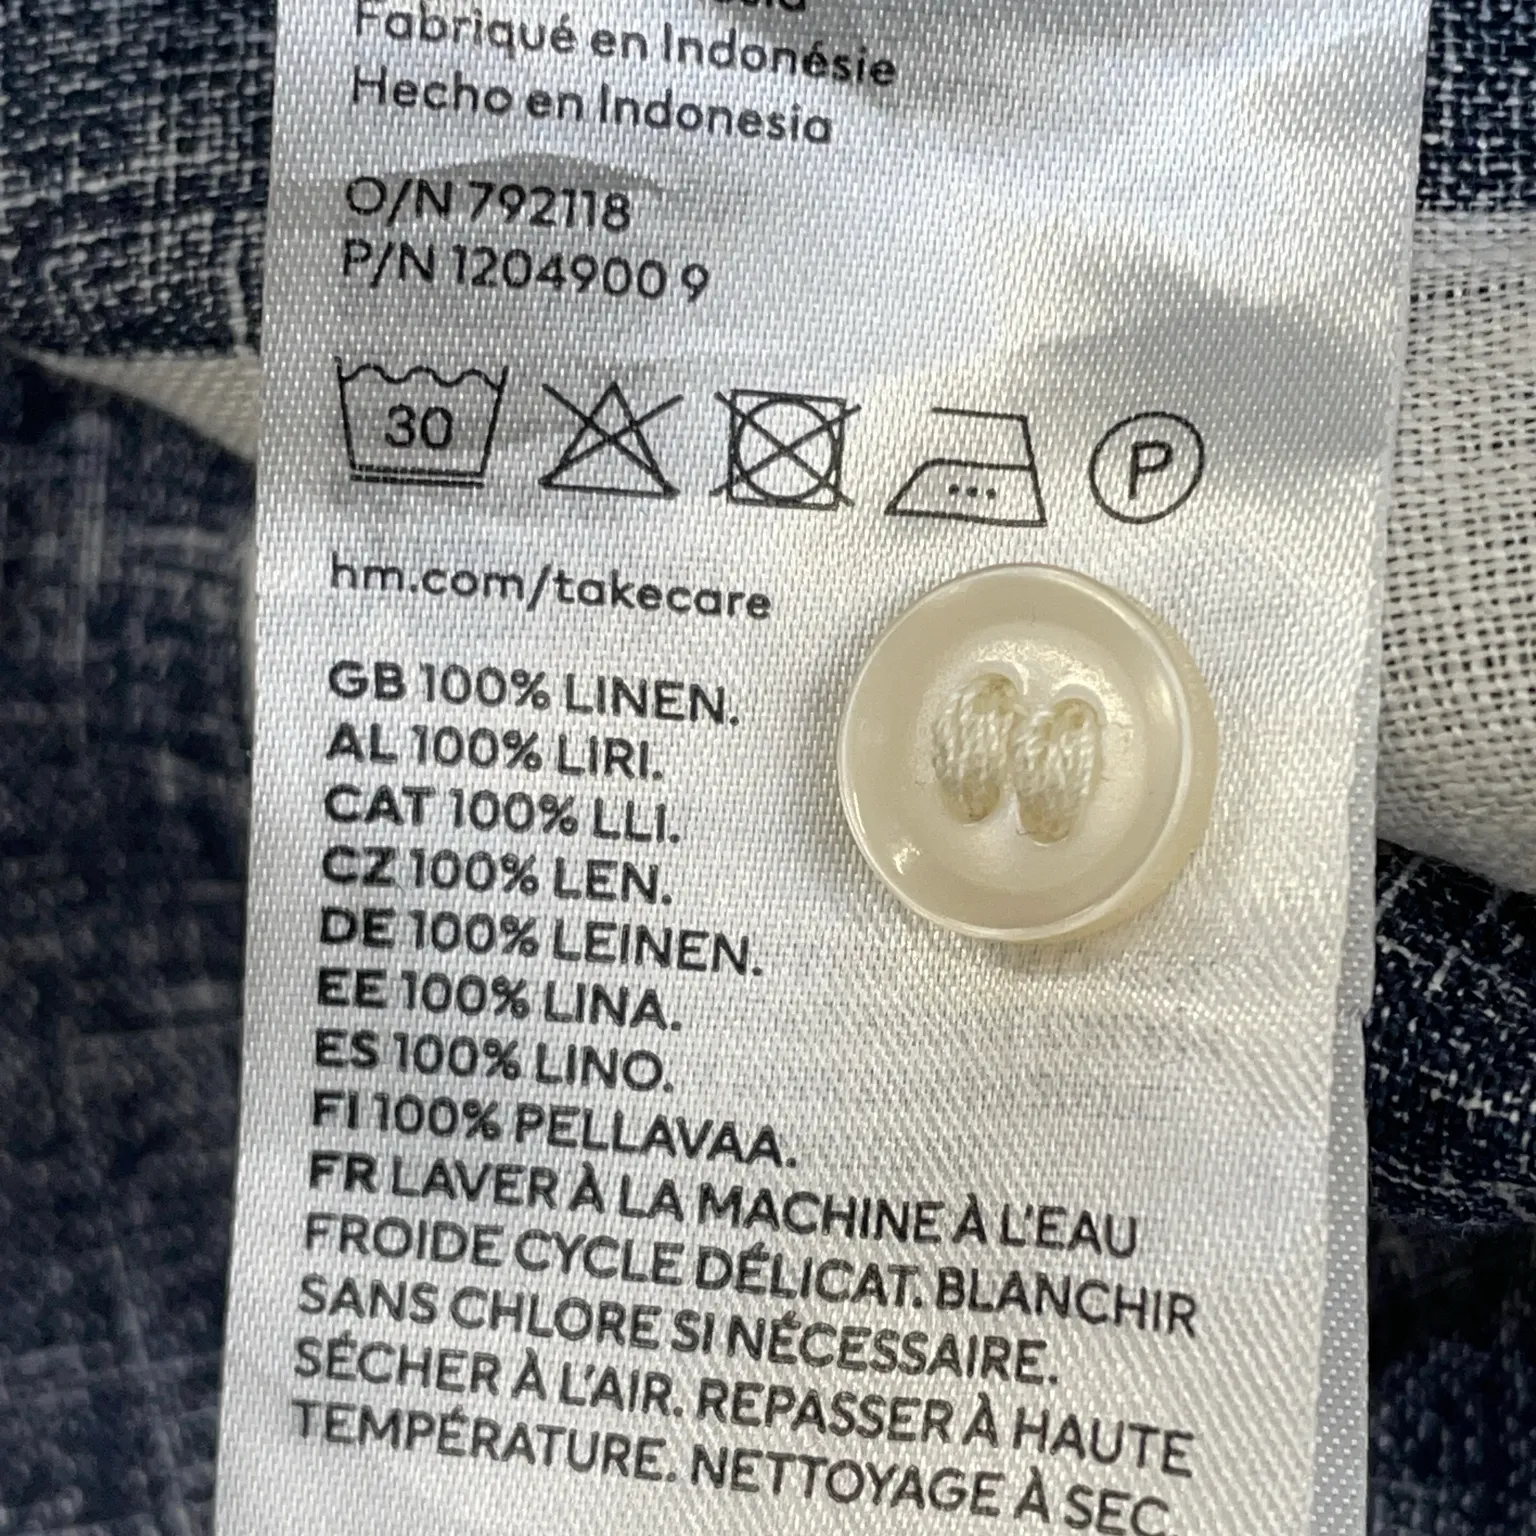 Fabriqué en Indonésie
Hecho en Indonesia
O/N 792118
P/N 1204900 9
30
P
hm.com/takecare
GB 100% LINEN.
AL 100% LIRI.
CAT 100% LLI.
CZ 100% LEN.
DE 100% LEINEN.
EE 100% LINA.
ES 100% LINO.
FI 100% PELLAVAA.
FR LAVER À LA MACHINE À L'EAU
FROIDE CYCLE DÉLICAT. BLANCHIR
SANS CHLORE SI NÉCESSAIRE.
SÉCHER À L'AIR. REPASSER À HAUTE
TEMPÉRATURE. NETTOYAGE À SEC